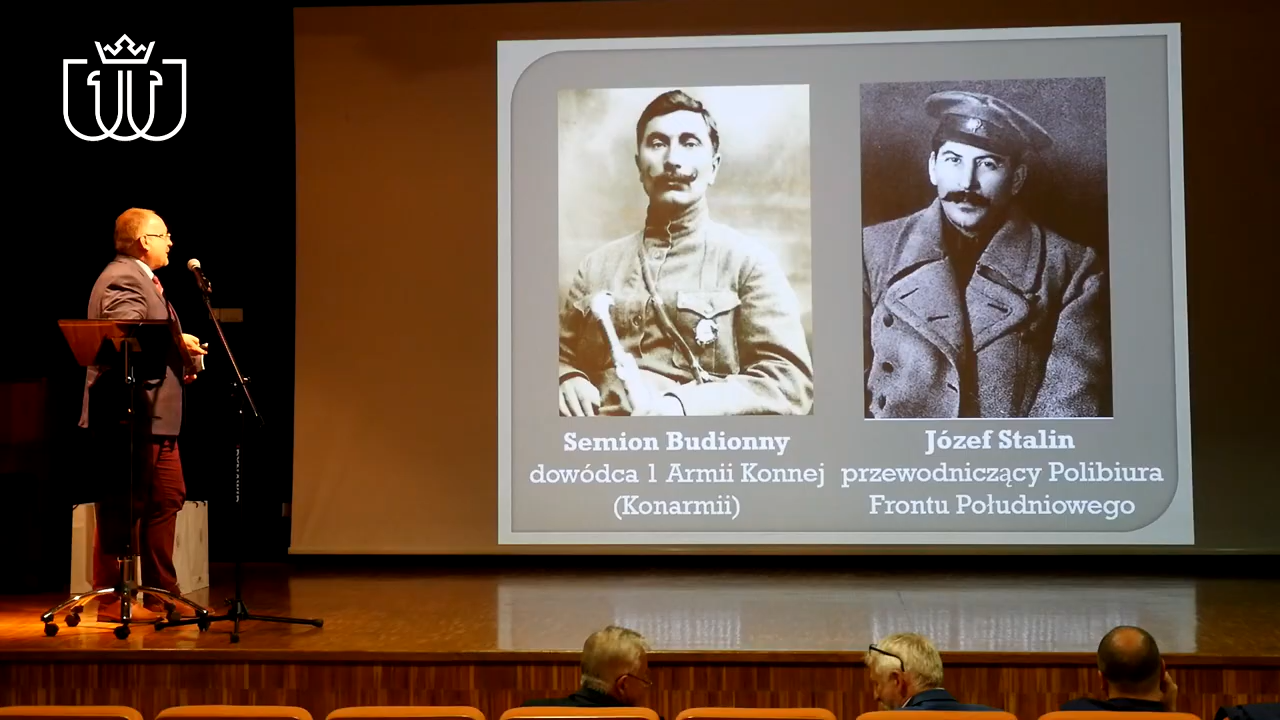 Semion Budionny
dowódca 1 Armii Konnej
(Konarmii)
Józef Stalin
przewodniczący Polibiura
Frontu Południowego